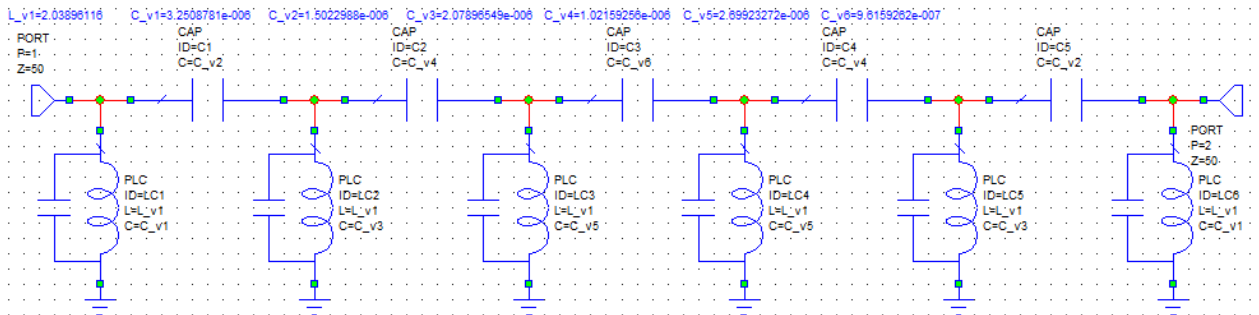 L_v1=2.03896116 C_v1=3.2508781e-006 C_v2=1.5022988e-006 C_v3=2.07896549e-006 C_v4=1.02159256e-006 C_v5=2.69923272e-006 C_v6=9.6159262e-007
PORT
P=1
Z=50
CAP
ID=C1
C=C_v2
CAP
ID=C2
C=C_v4
CAP
ID=C3
C=C_v6
CAP
ID=C4
C=C_v4
CAP
ID=C5
C=C_v2
PORT
P=2
Z=50
PLC
ID=LC1
L=L_v1
C=C_v1
PLC
ID=LC2
L=L_v1
C=C_v3
PLC
ID=LC3
L=L_v1
C=C_v5
PLC
ID=LC4
L=L_v1
C=C_v5
PLC
ID=LC5
L=L_v1
C=C_v3
PLC
ID=LC6
L=L_v1
C=C_v1